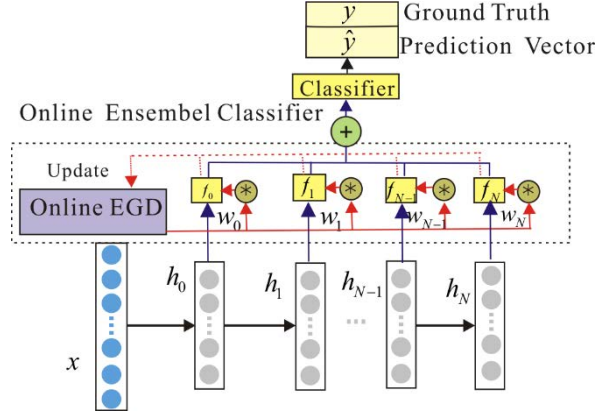 y Ground Truth
ŷ Prediction Vector
Classifier
Online Ensembel Classifier
+
Update
f₀ * f₁ * f_{N-1} * f_N *
Online EGD
w₀ w₁ w_{N-1} w_N
h₀ h₁ h_{N-1} h_N
...
x